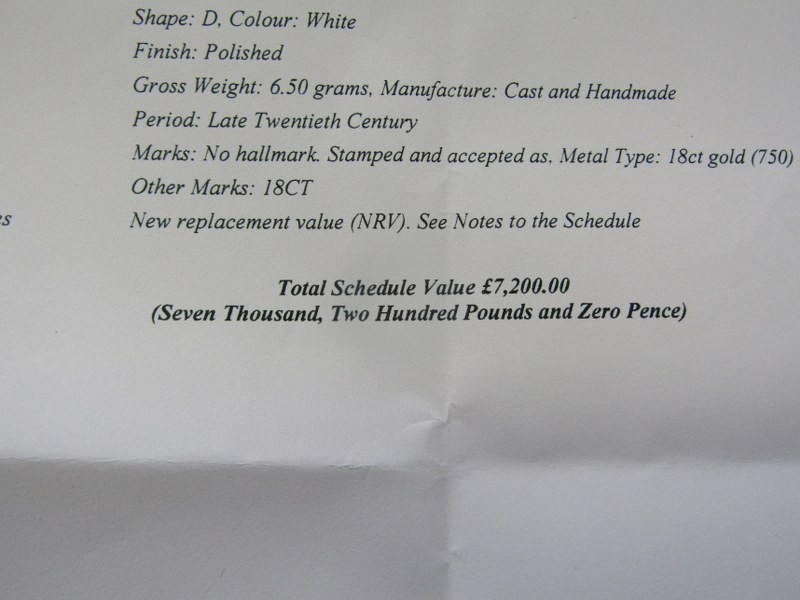 Shape: D, Colour: White
Finish: Polished
Gross Weight: 6.50 grams, Manufacture: Cast and Handmade
Period: Late Twentieth Century
Marks: No hallmark. Stamped and accepted as, Metal Type: 18ct gold (750)
Other Marks: 18CT
New replacement value (NRV). See Notes to the Schedule
Total Schedule Value £7,200.00
(Seven Thousand, Two Hundred Pounds and Zero Pence)